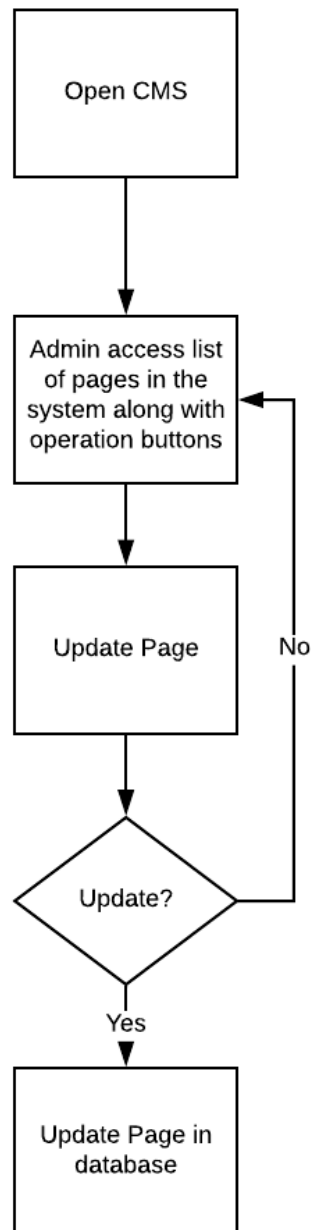 Open CMS
Admin access list
of pages in the
system along with
operation buttons
Update Page
No
Update?
Yes
Update Page in
database